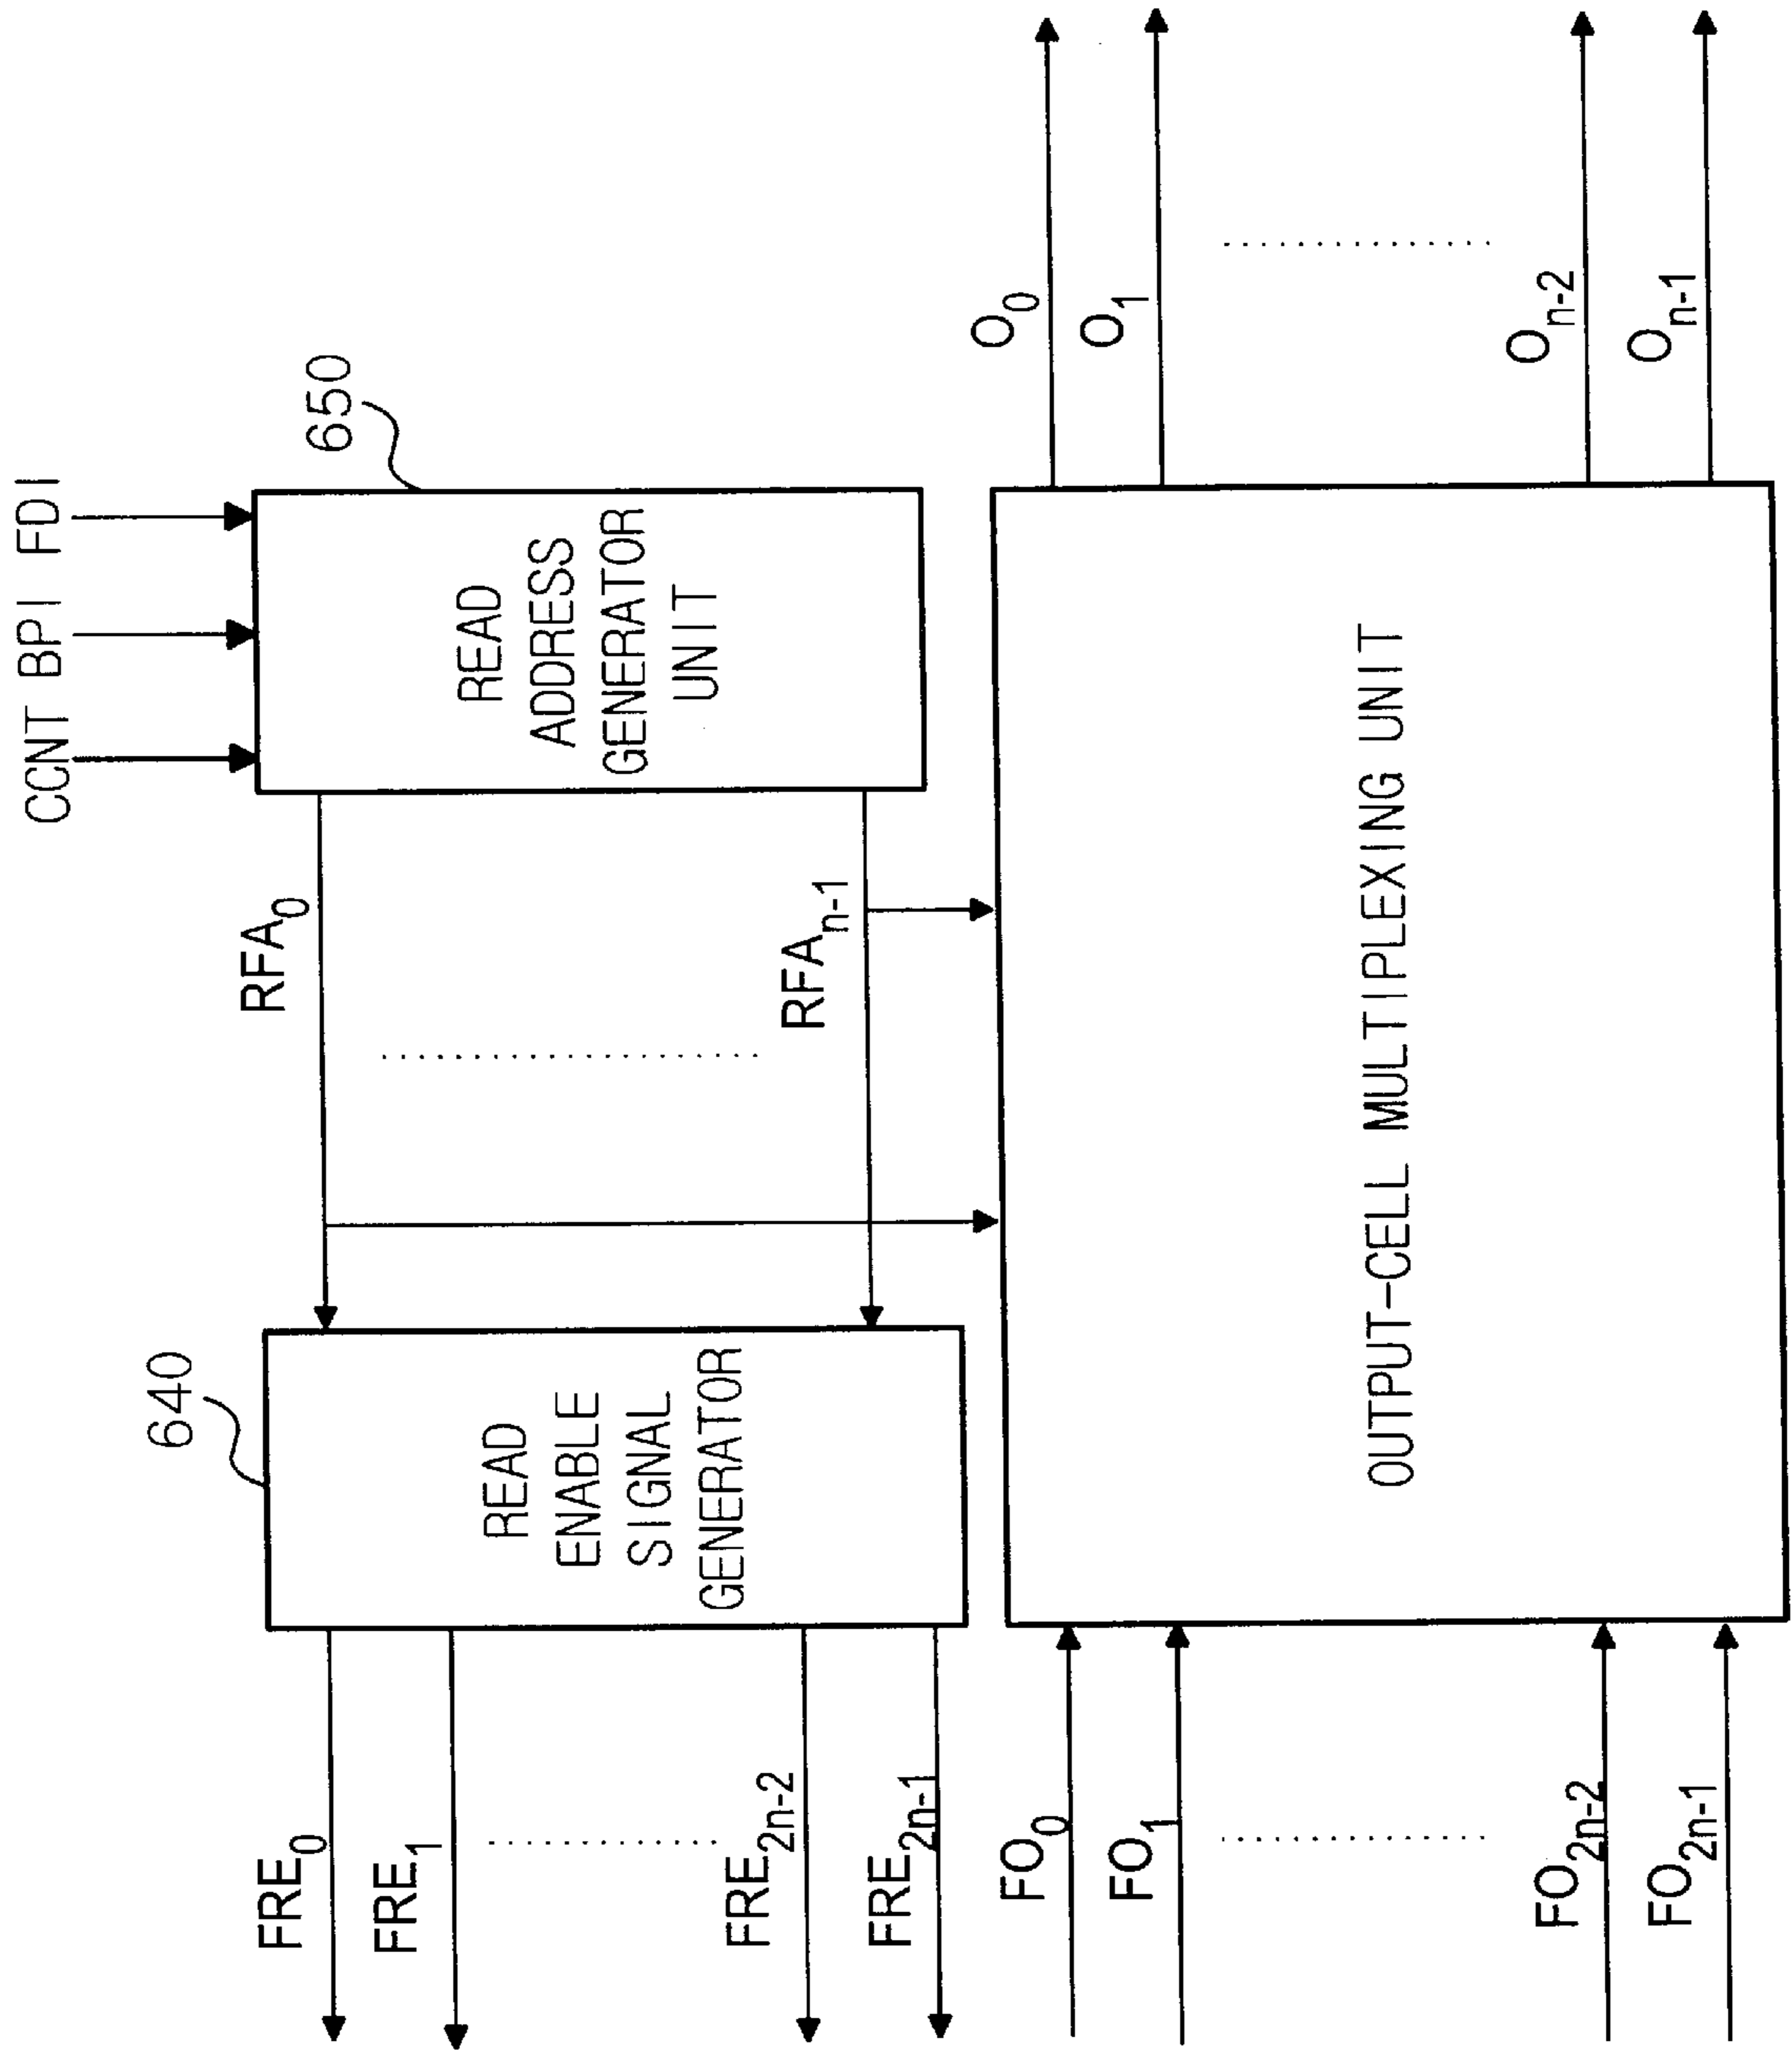 CCNT BPI FDI
650
READ
ADDRESS
GENERATOR
UNIT
RFA0
RFAn-1
640
READ
ENABLE
SIGNAL
GENERATOR
FRE0
FRE1
FRE2n-2
FRE2n-1
FO0
FO1
FO2n-2
FO2n-1
OUTPUT-CELL MULTIPLEXING UNIT
O0
O1
On-2
On-1